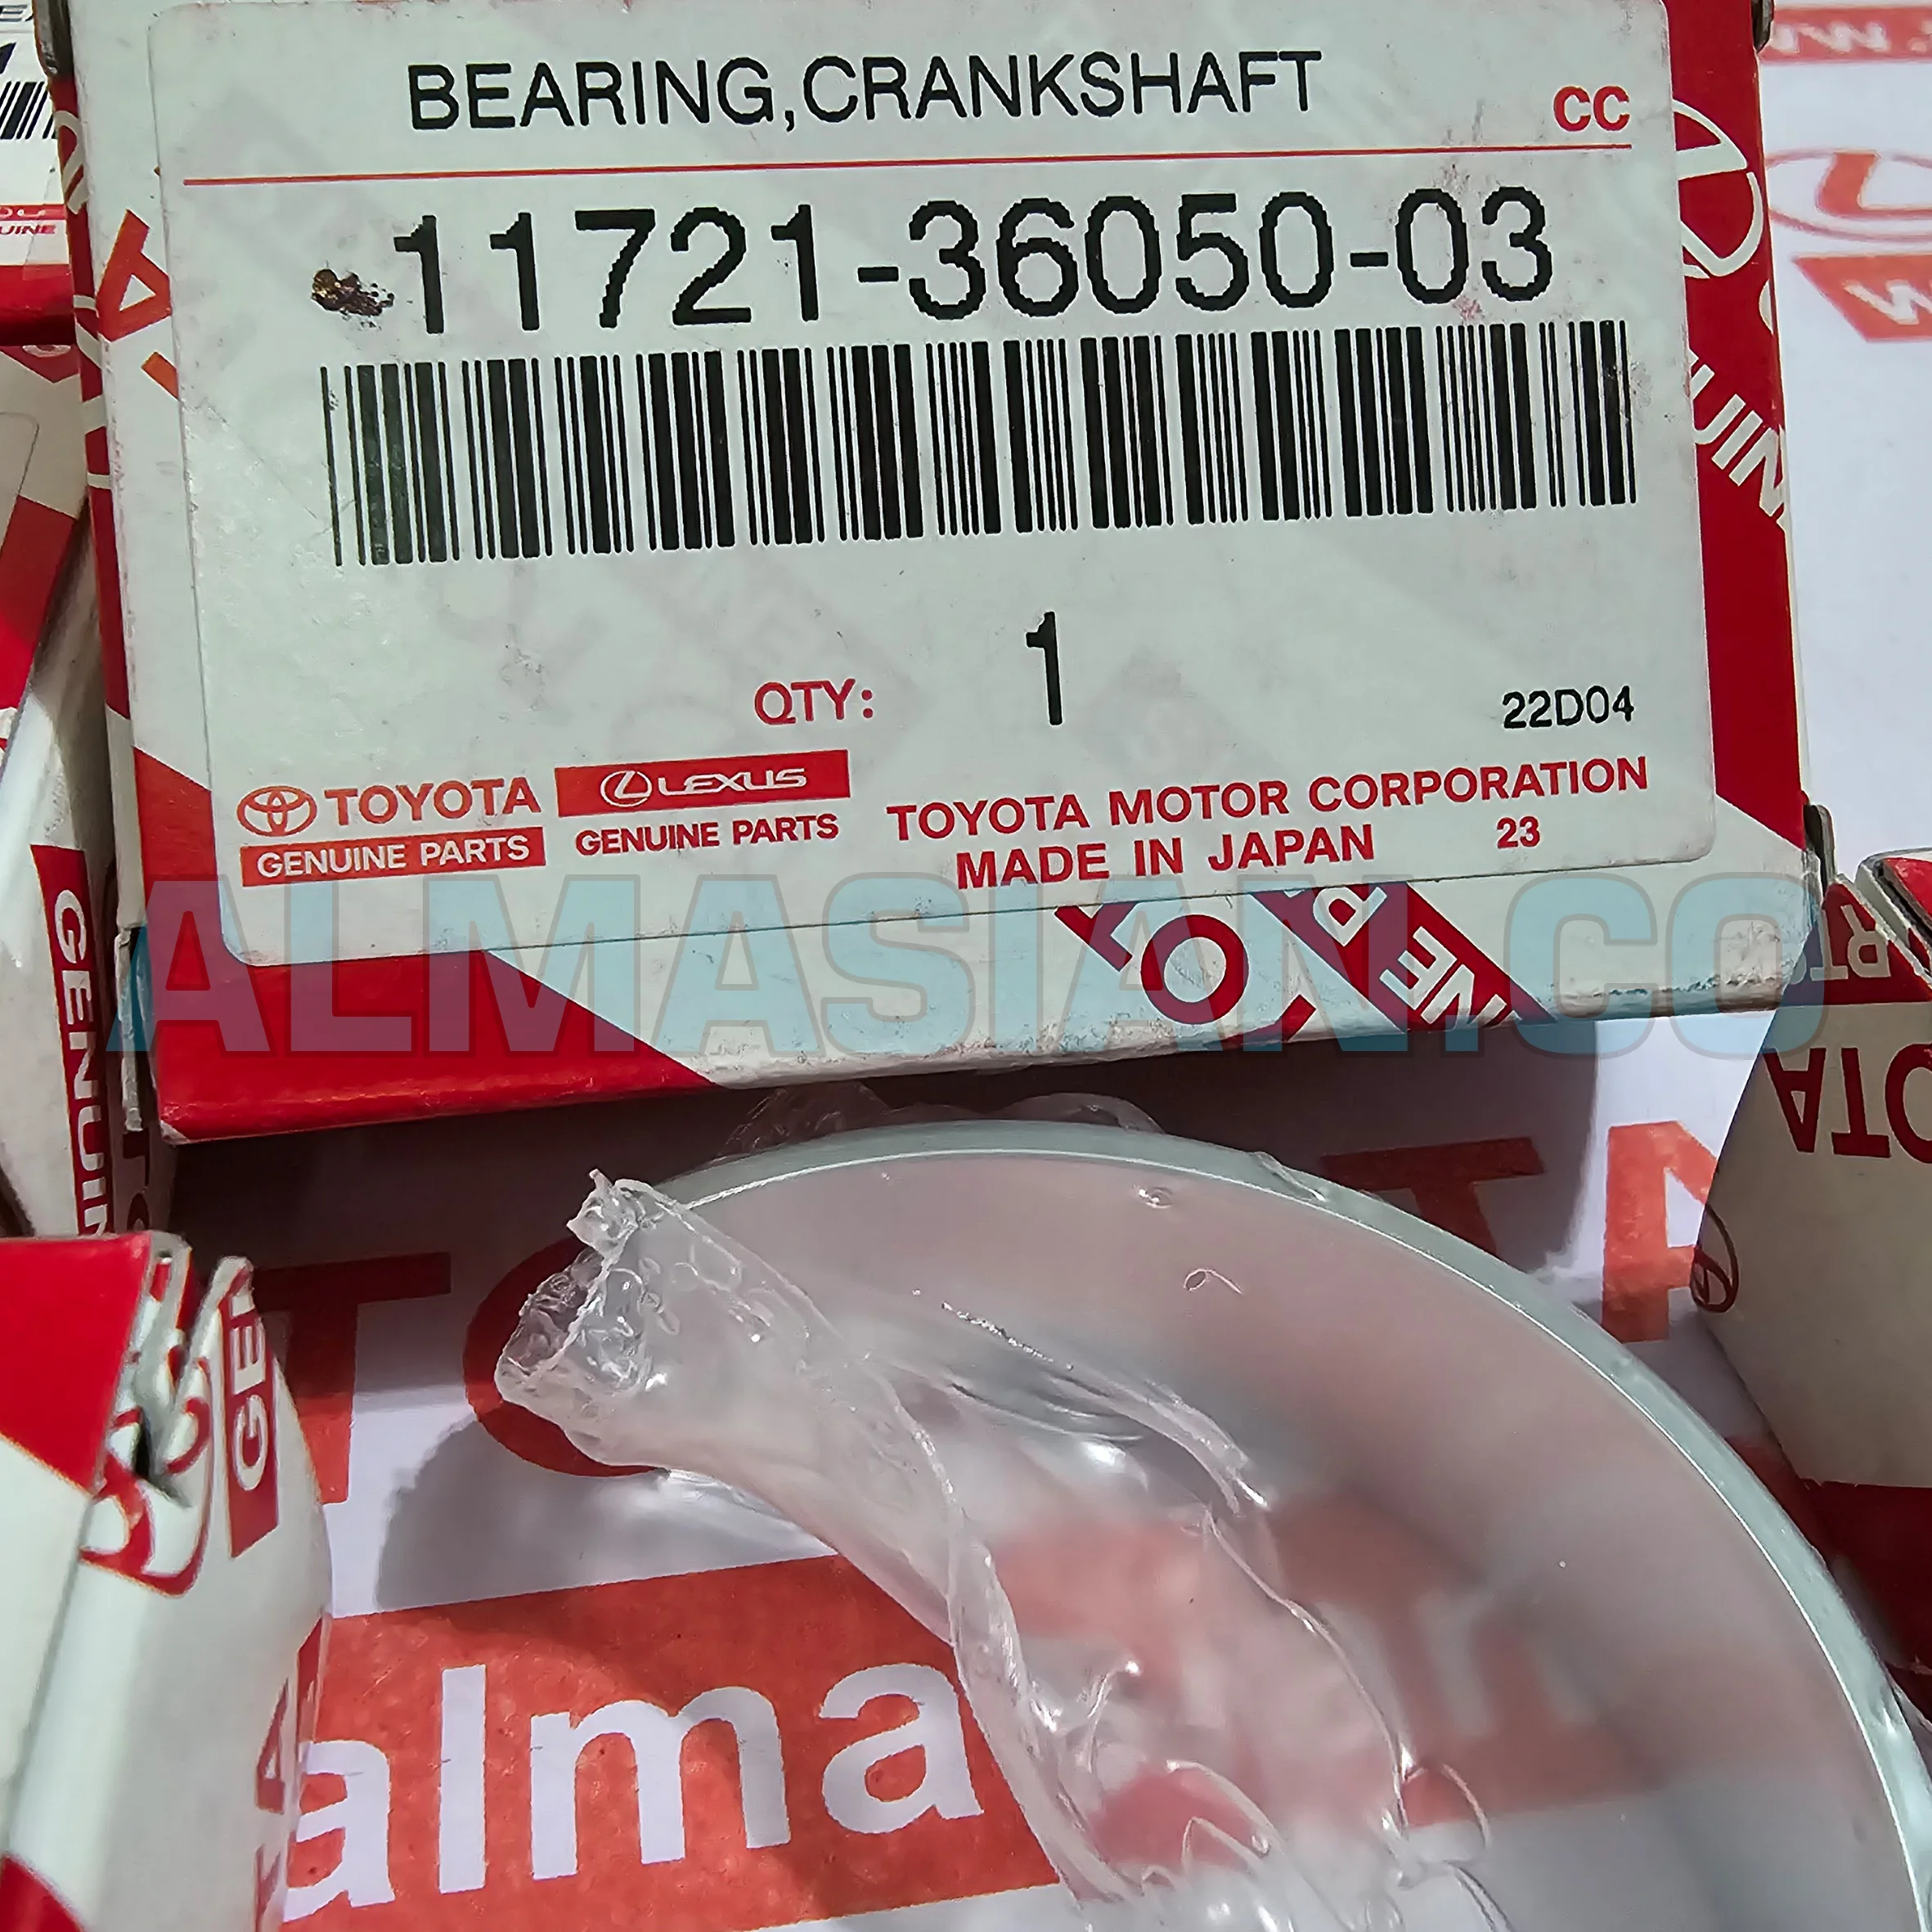 BEARING,CRANKSHAFT
CC
11721-36050-03
1
QTY:
22D04
TOYOTA
GENUINE PARTS
LEXUS
GENUINE PARTS
TOYOTA MOTOR CORPORATION
MADE IN JAPAN
23
ALMASIAN.CO
GENUIN
alma